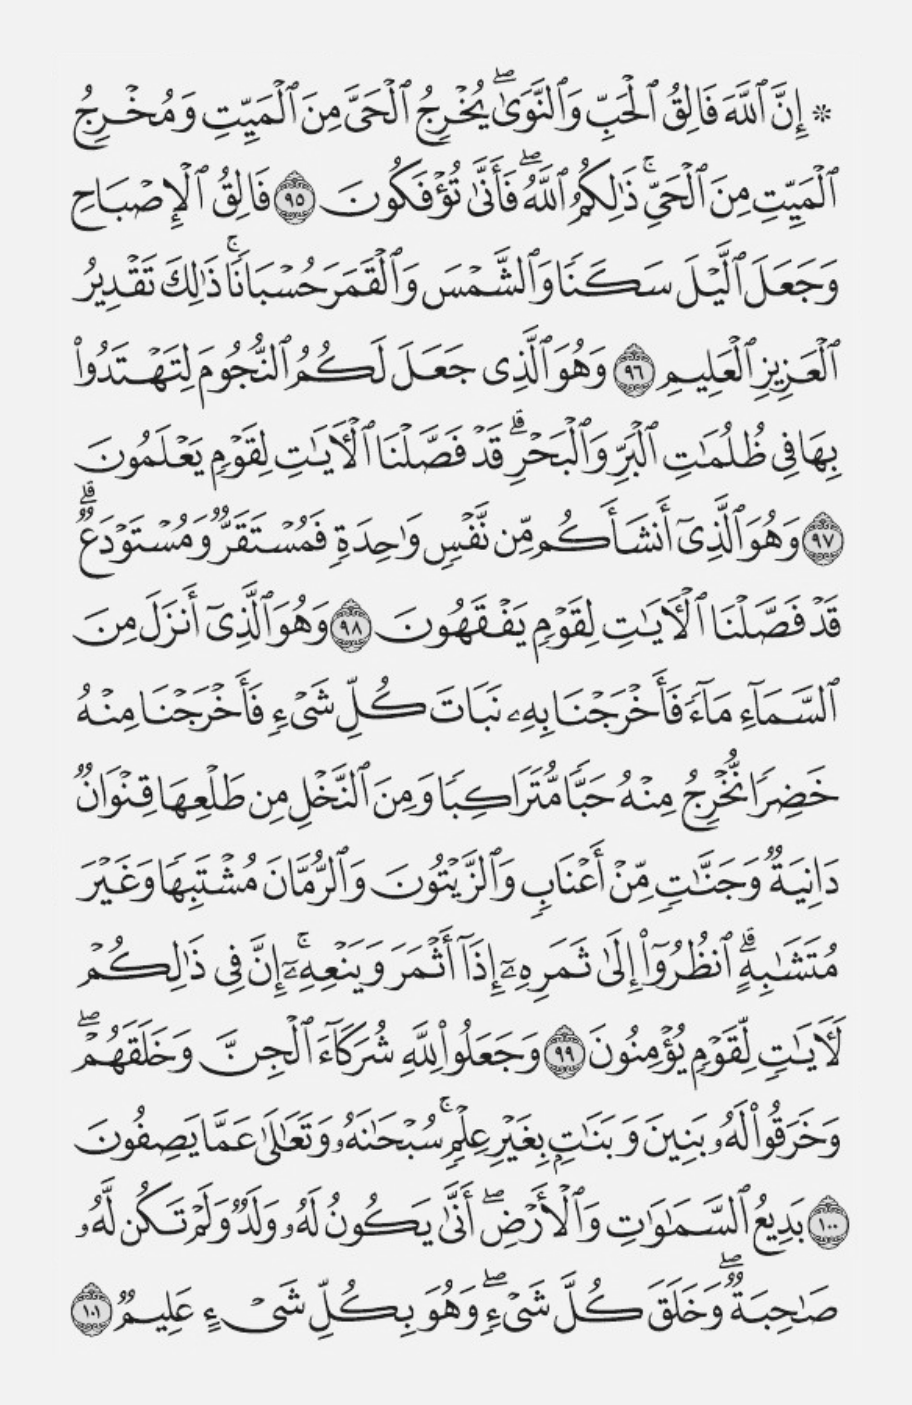 ۞ إِنَّ ٱللَّهَ فَالِقُ ٱلْحَبِّ وَٱلنَّوَىٰۖ يُخْرِجُ ٱلْحَىَّ مِنَ ٱلْمَيِّتِ وَمُخْرِجُ
ٱلْمَيِّتِ مِنَ ٱلْحَىِّۚ ذَٰلِكُمُ ٱللَّهُۖ فَأَنَّىٰ تُؤْفَكُونَ ٩٥ فَالِقُ ٱلْإِصْبَاحِ
وَجَعَلَ ٱلَّيْلَ سَكَنًا وَٱلشَّمْسَ وَٱلْقَمَرَ حُسْبَانًاۚ ذَٰلِكَ تَقْدِيرُ
ٱلْعَزِيزِ ٱلْعَلِيمِ ٩٦ وَهُوَ ٱلَّذِى جَعَلَ لَكُمُ ٱلنُّجُومَ لِتَهْتَدُوا۟
بِهَا فِى ظُلُمَٰتِ ٱلْبَرِّ وَٱلْبَحْرِۗ قَدْ فَصَّلْنَا ٱلْـَٔايَٰتِ لِقَوْمٍ يَعْلَمُونَ
٩٧ وَهُوَ ٱلَّذِىٓ أَنشَأَكُم مِّن نَّفْسٍ وَٰحِدَةٍ فَمُسْتَقَرٌّ وَمُسْتَوْدَعٌۗ
قَدْ فَصَّلْنَا ٱلْـَٔايَٰتِ لِقَوْمٍ يَفْقَهُونَ ٩٨ وَهُوَ ٱلَّذِىٓ أَنزَلَ مِنَ
ٱلسَّمَآءِ مَآءً فَأَخْرَجْنَا بِهِۦ نَبَاتَ كُلِّ شَىْءٍ فَأَخْرَجْنَا مِنْهُ
خَضِرًا نُّخْرِجُ مِنْهُ حَبًّا مُّتَرَاكِبًا وَمِنَ ٱلنَّخْلِ مِن طَلْعِهَا قِنْوَانٌ
دَانِيَةٌ وَجَنَّٰتٍ مِّنْ أَعْنَابٍ وَٱلزَّيْتُونَ وَٱلرُّمَّانَ مُشْتَبِهًا وَغَيْرَ
مُتَشَٰبِهٍۗ ٱنظُرُوٓا۟ إِلَىٰ ثَمَرِهِۦٓ إِذَآ أَثْمَرَ وَيَنْعِهِۦٓۚ إِنَّ فِى ذَٰلِكُمْ
لَـَٔايَٰتٍ لِّقَوْمٍ يُؤْمِنُونَ ٩٩ وَجَعَلُوا۟ لِلَّهِ شُرَكَآءَ ٱلْجِنَّ وَخَلَقَهُمْۖ
وَخَرَقُوا۟ لَهُۥ بَنِينَ وَبَنَٰتٍۭ بِغَيْرِ عِلْمٍۚ سُبْحَٰنَهُۥ وَتَعَٰلَىٰ عَمَّا يَصِفُونَ
١٠٠ بَدِيعُ ٱلسَّمَٰوَٰتِ وَٱلْأَرْضِۖ أَنَّىٰ يَكُونُ لَهُۥ وَلَدٌ وَلَمْ تَكُن لَّهُۥ
صَٰحِبَةٌۖ وَخَلَقَ كُلَّ شَىْءٍۖ وَهُوَ بِكُلِّ شَىْءٍ عَلِيمٌ ١٠١